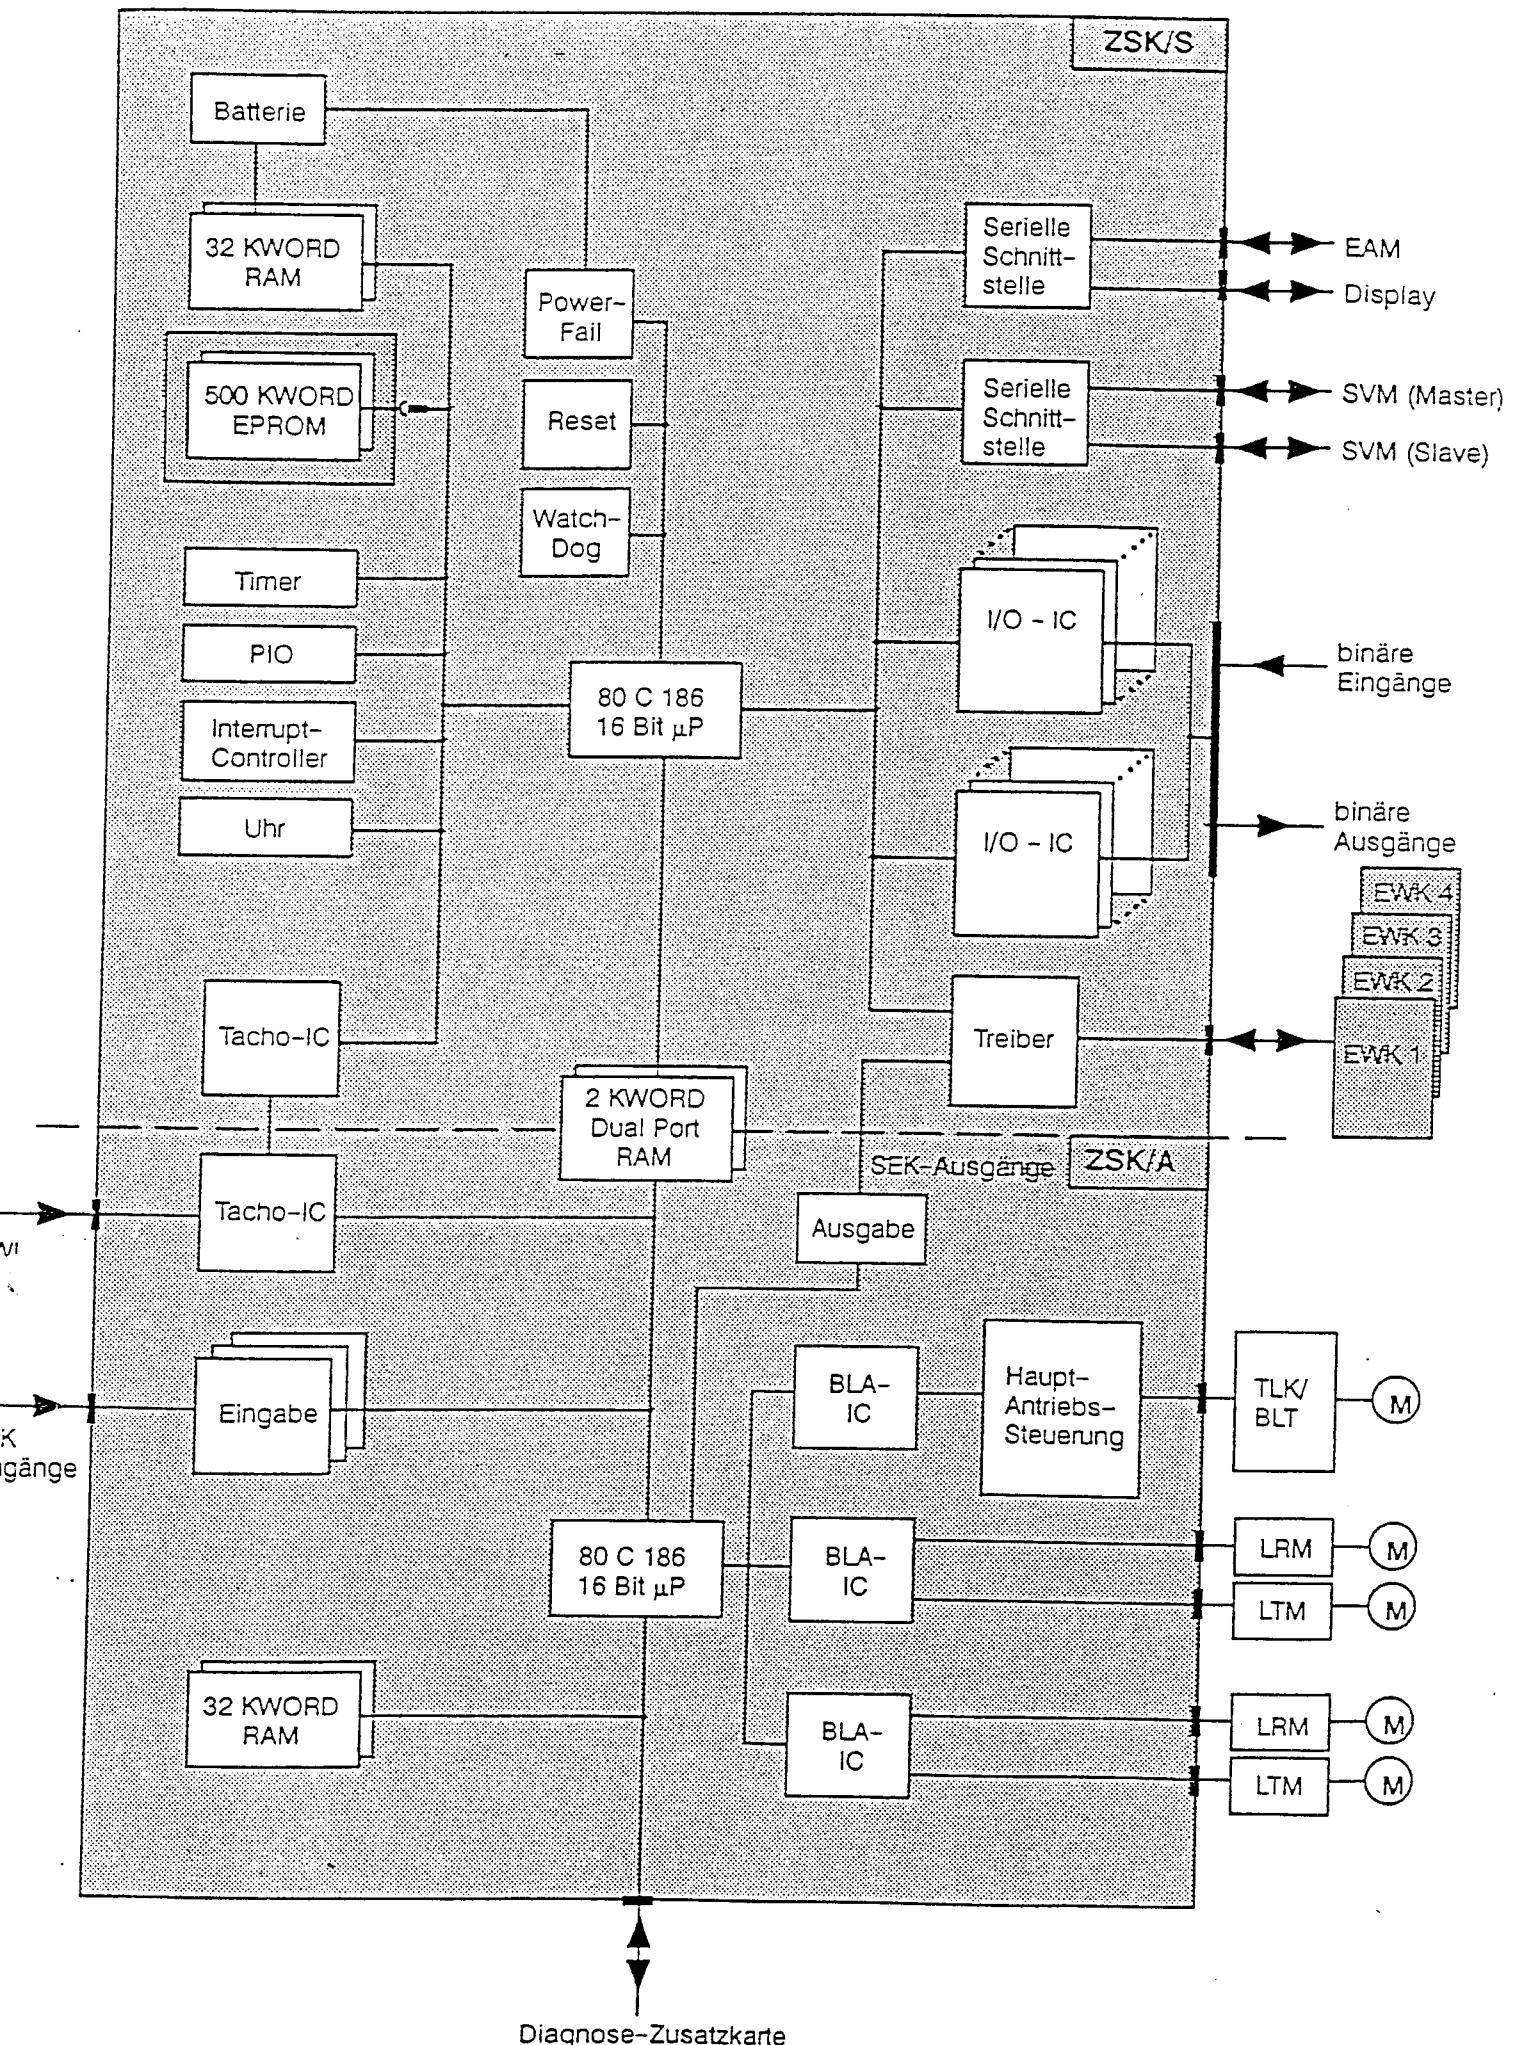 ZSK/S
Batterie
32 KWORD
RAM
500 KWORD
EPROM
Timer
PIO
Interrupt-
Controller
Uhr
Tacho-IC
Power-
Fail
Reset
Watch-
Dog
80 C 186
16 Bit µP
Serielle
Schnitt-
stelle
EAM
Display
Serielle
Schnitt-
stelle
SVM (Master)
SVM (Slave)
I/O - IC
binäre
Eingänge
I/O - IC
binäre
Ausgänge
EWK 4
EWK 3
EWK 2
EWK 1
Treiber
2 KWORD
Dual Port
RAM
SEK-Ausgänge
ZSK/A
Tacho-IC
Ausgabe
Eingabe
K
BLA-
IC
Haupt-
Antriebs-
Steuerung
TLK/
BLT
M
80 C 186
16 Bit µP
BLA-
IC
LRM
M
LTM
M
32 KWORD
RAM
BLA-
IC
LRM
M
LTM
M
Diagnose-Zusatzkarte